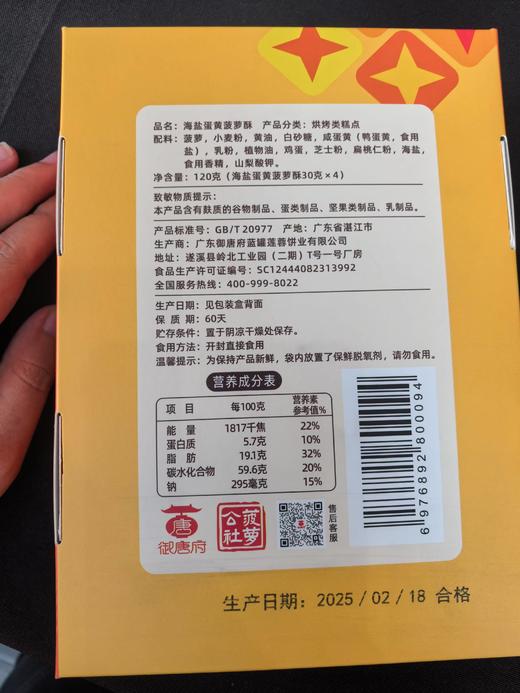 品名：海盐蛋黄菠萝酥 产品分类：烘烤类糕点
配料：菠萝，小麦粉，黄油，白砂糖，咸蛋黄（鸭蛋黄，食用
盐），乳粉，植物油，鸡蛋，芝士粉，扁桃仁粉，海盐，
食用香精，山梨酸钾。
净含量：120克（海盐蛋黄菠萝酥30克×4）
致敏物质提示：
本产品含有麸质的谷物制品、蛋类制品、坚果类制品、乳制品。
产品标准号：GB/T 20977 产地：广东省湛江市
生产商：广东御唐府蓝罐莲蓉饼业有限公司
地址：遂溪县岭北工业园（二期）T号一号厂房
食品生产许可证编号：SC12444082313992
全国服务热线：400-999-8022
生产日期：见包装盒背面
保 质 期：60天
贮存条件：置于阴凉干燥处保存。
食用方法：开封直接食用
温馨提示：为保持产品新鲜，袋内放置了保鲜脱氧剂，请勿食用。
营养成分表
项目 每100克 营养素参考值%
能量 1817千焦 22%
蛋白质 5.7克 10%
脂肪 19.1克 32%
碳水化合物 59.6克 20%
钠 295毫克 15%
6 976892 800094
唐
御唐府
菠萝公社
售后客服
生产日期：2025/02/18 合格